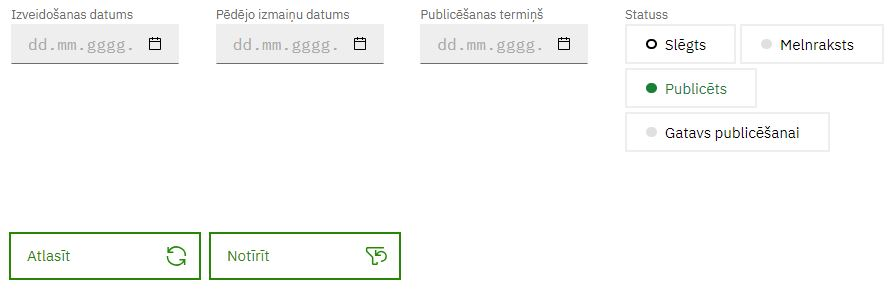 Izveidošanas datums
Pēdējo izmaiņu datums
Publicēšanas termiņš
Statuss
dd.mm.gggg.
dd.mm.gggg.
dd.mm.gggg.
Slēgts
Melnraksts
Publicēts
Gatavs publicēšanai
Atlasīt
Notīrīt